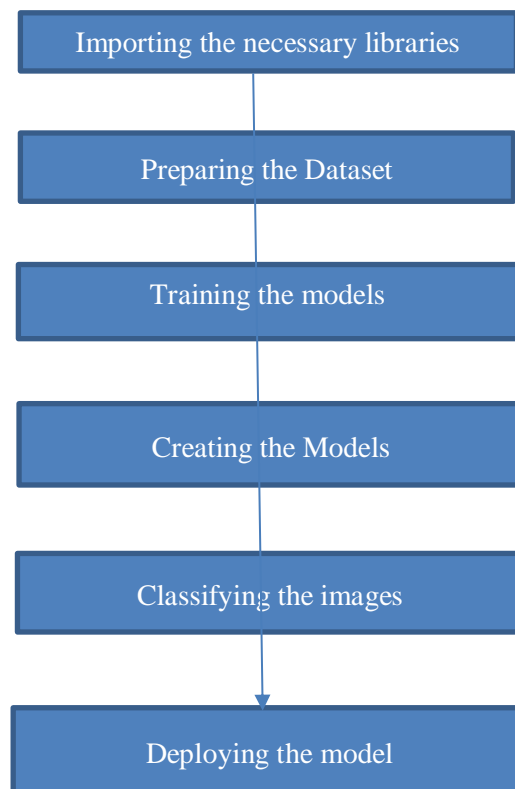 Importing the necessary libraries
Preparing the Dataset
Training the models
Creating the Models
Classifying the images
Deploying the model